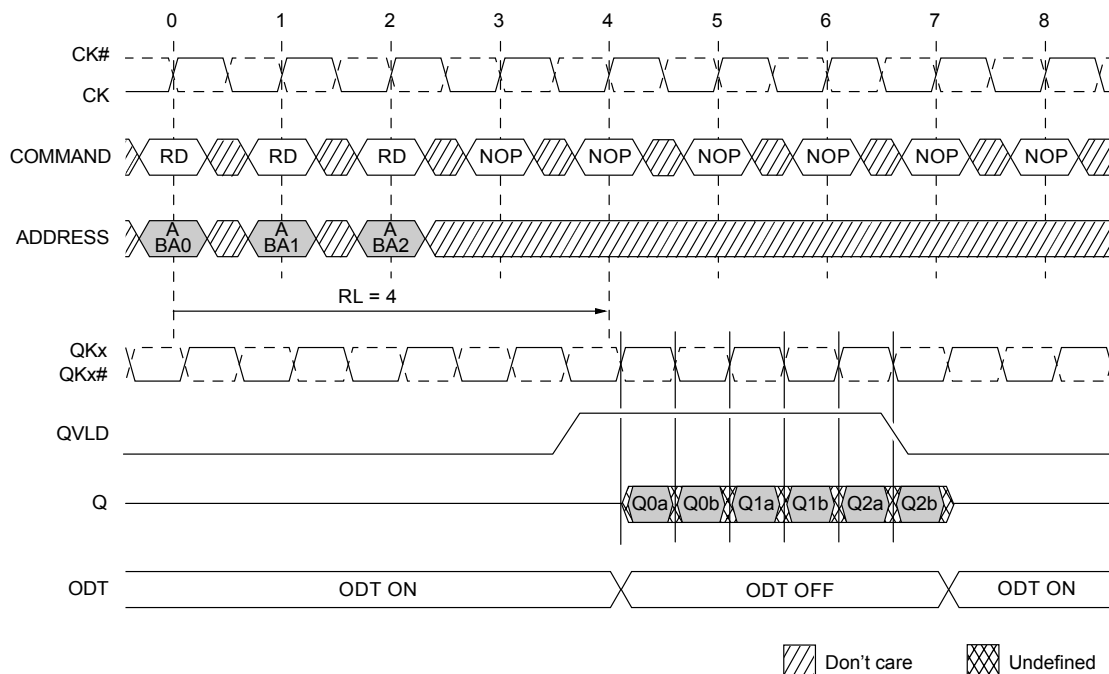 0 1 2 3 4 5 6 7 8
CK#
CK
COMMAND RD RD RD NOP NOP NOP NOP NOP NOP
ADDRESS A BA0 A BA1 A BA2
RL = 4
QKx
QKx#
QVLD
Q Q0a Q0b Q1a Q1b Q2a Q2b
ODT ODT ON ODT OFF ODT ON
Don't care Undefined